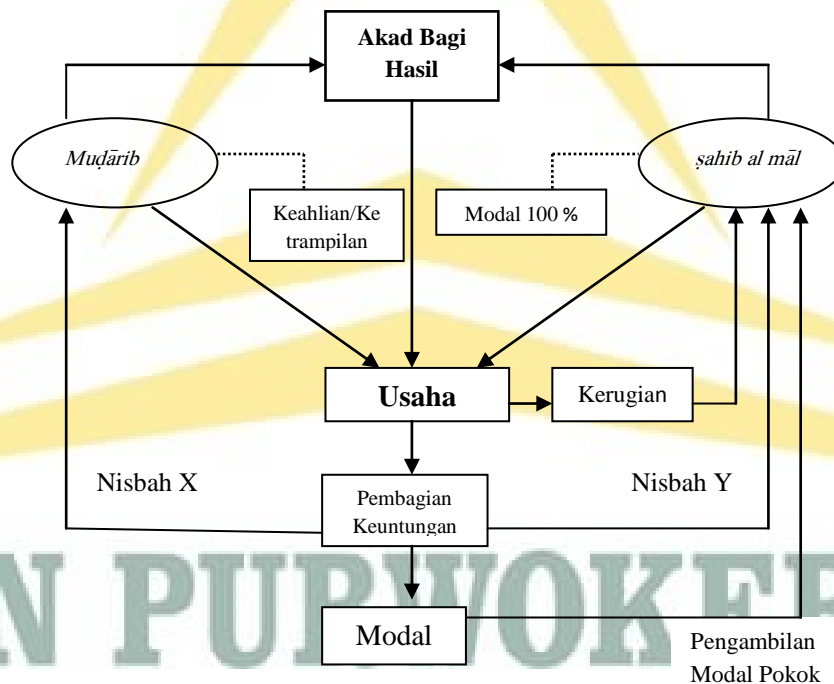 Akad Bagi
Hasil
Muḍārib
ṣahib al māl
Keahlian/Ke
trampilan
Modal 100 %
Usaha
Kerugian
Nisbah X
Nisbah Y
Pembagian
Keuntungan
N PURWOKER
Modal
Pengambilan
Modal Pokok